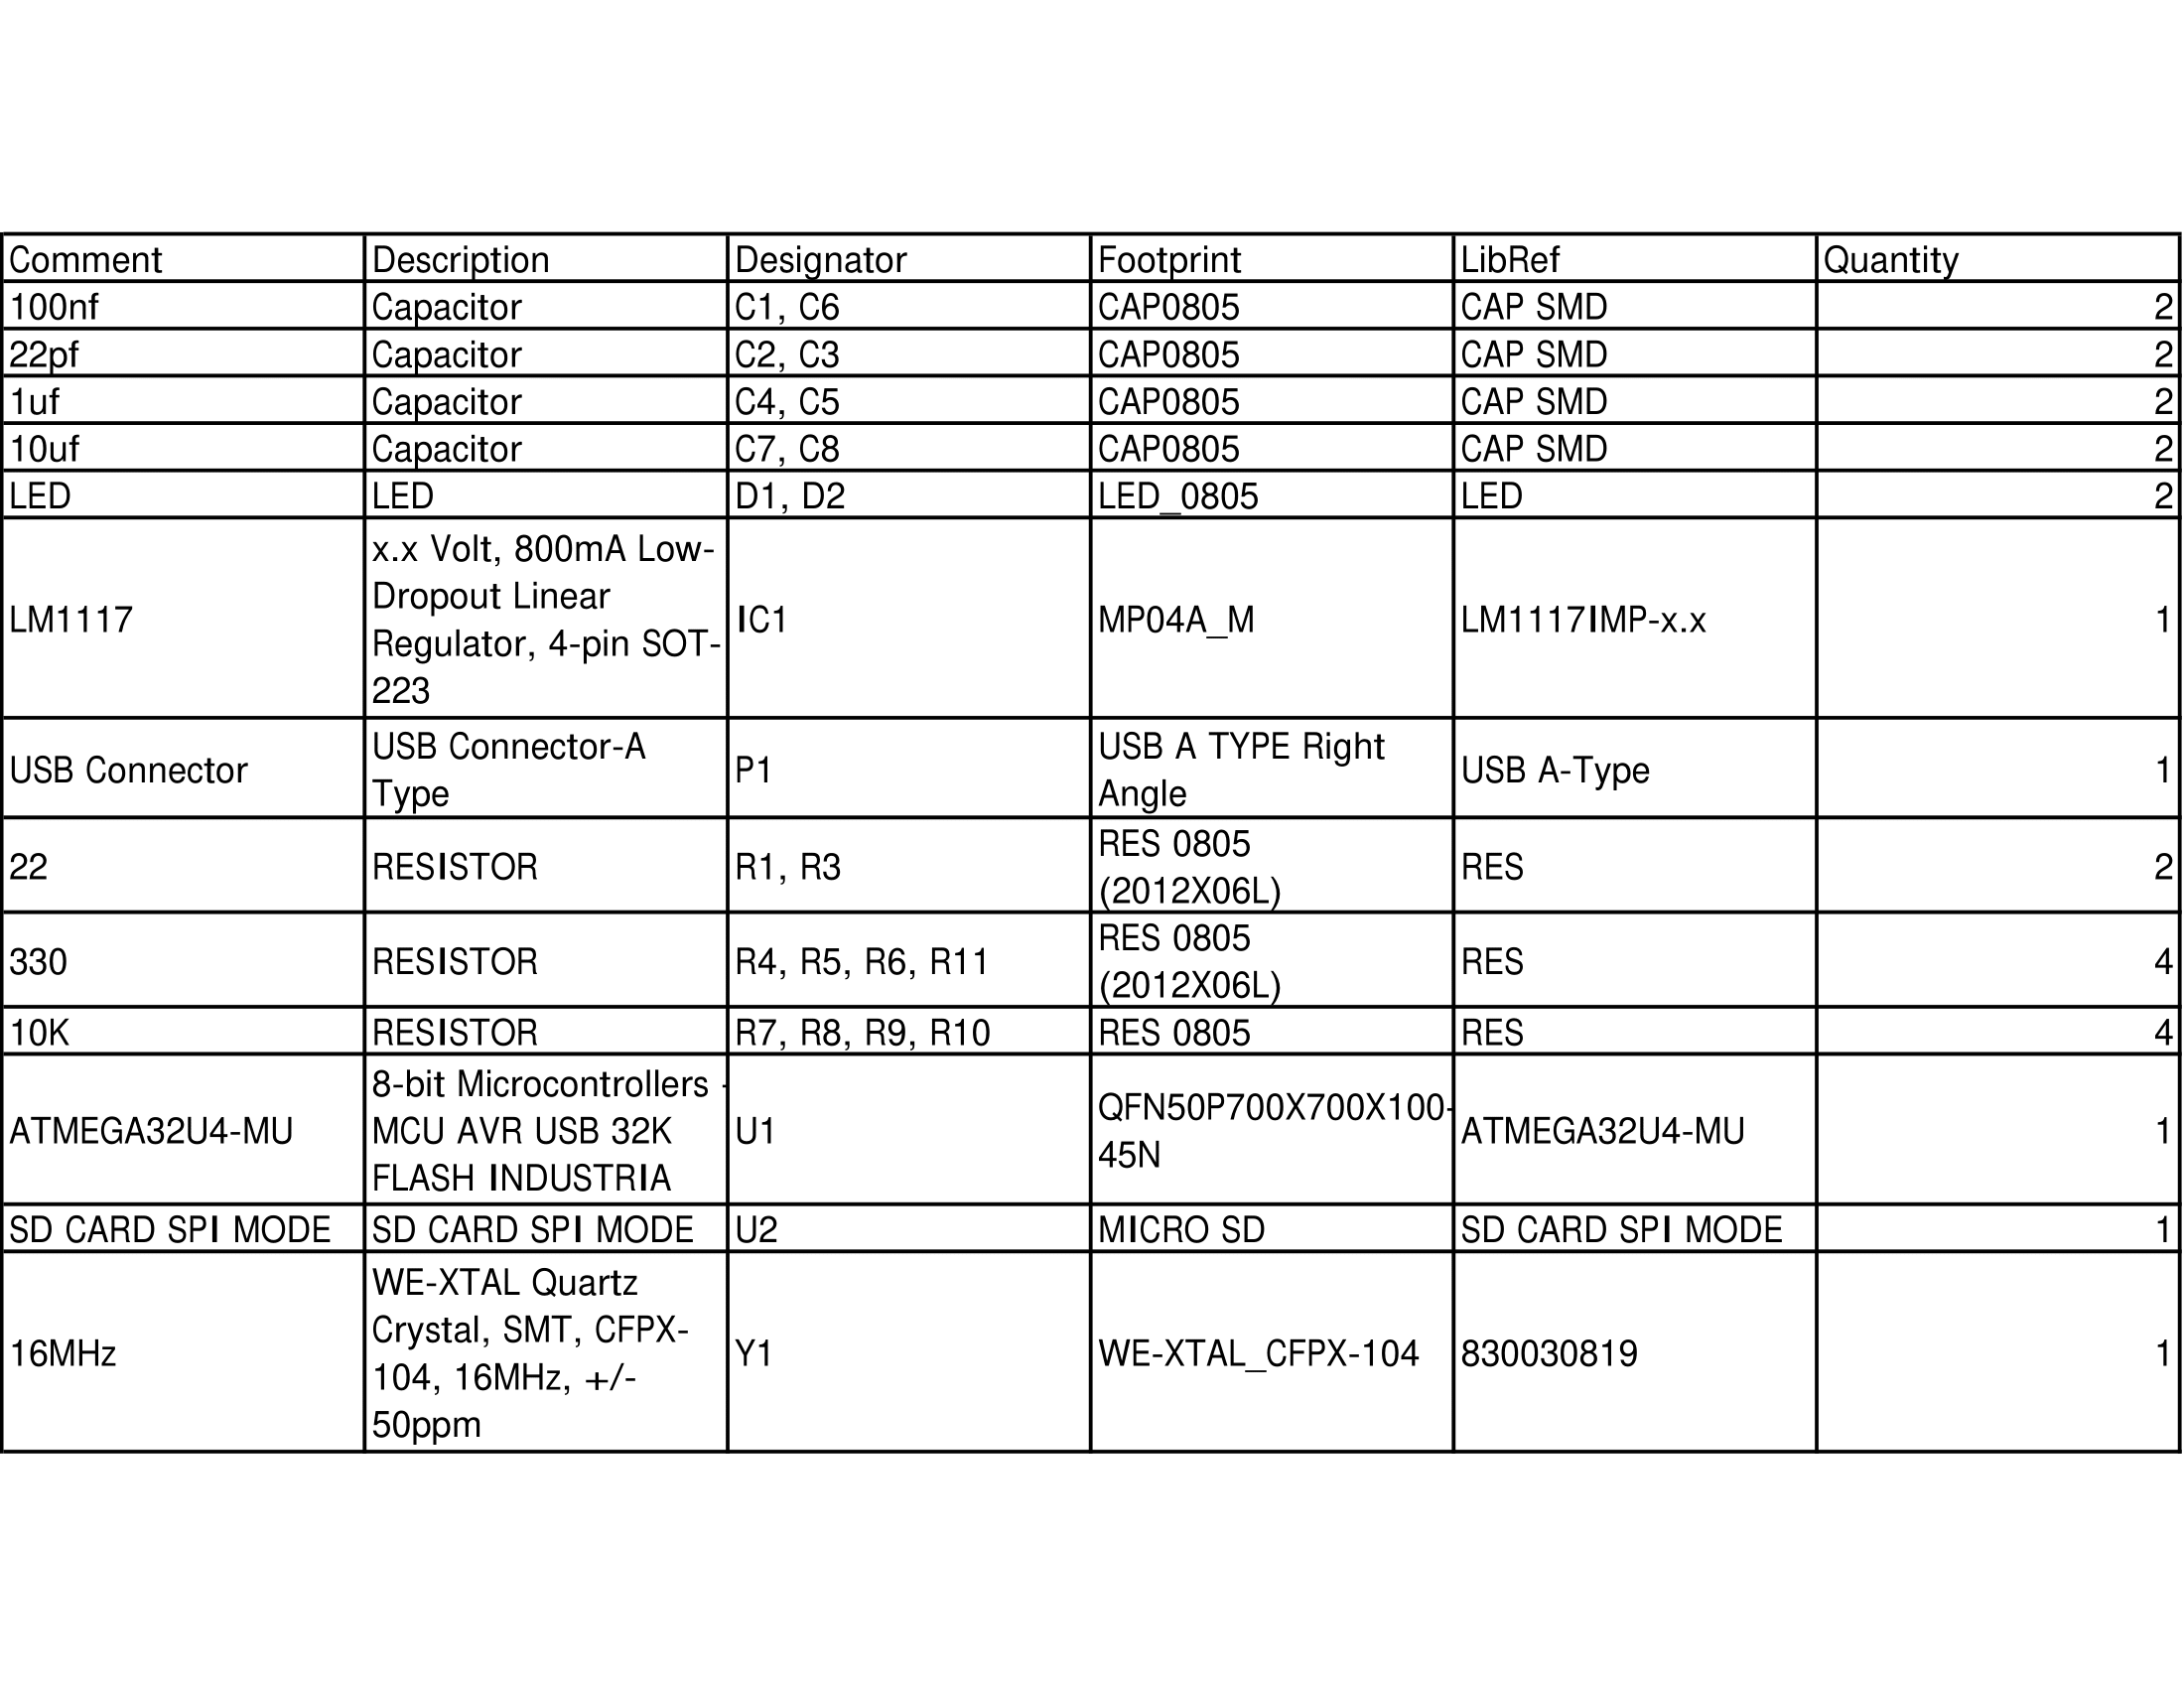 Comment Description Designator Footprint LibRef Quantity
100nf Capacitor C1, C6 CAP0805 CAP SMD 2
22pf Capacitor C2, C3 CAP0805 CAP SMD 2
1uf Capacitor C4, C5 CAP0805 CAP SMD 2
10uf Capacitor C7, C8 CAP0805 CAP SMD 2
LED LED D1, D2 LED_0805 LED 2
LM1117
x.x Volt, 800mA Low-
Dropout Linear
Regulator, 4-pin SOT-
223
IC1 MP04A_M LM1117IMP-x.x 1
USB Connector
USB Connector-A
Type
P1
USB A TYPE Right
Angle
USB A-Type 1
22 RESISTOR R1, R3
RES 0805
(2012X06L)
RES 2
330 RESISTOR R4, R5, R6, R11
RES 0805
(2012X06L)
RES 4
10K RESISTOR R7, R8, R9, R10 RES 0805 RES 4
ATMEGA32U4-MU
8-bit Microcontrollers -
MCU AVR USB 32K
FLASH INDUSTRIA
U1
QFN50P700X700X100-
45N
ATMEGA32U4-MU 1
SD CARD SPI MODE SD CARD SPI MODE U2 MICRO SD SD CARD SPI MODE 1
16MHz
WE-XTAL Quartz
Crystal, SMT, CFPX-
104, 16MHz, +/-
50ppm
Y1 WE-XTAL_CFPX-104 830030819 1